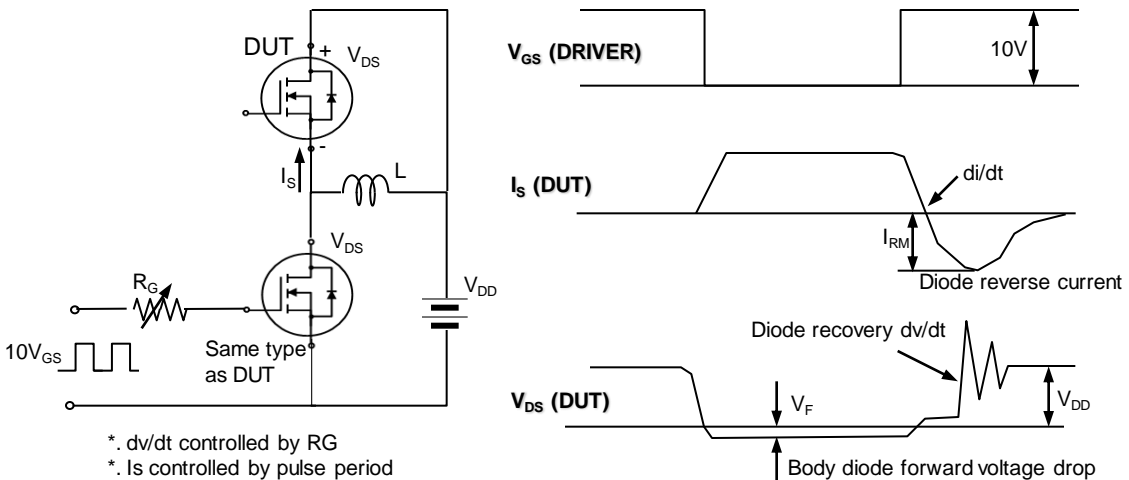 DUT
+
V_DS
-
I_S
L
V_DS
R_G
V_DD
10V_GS
Same type
as DUT
*. dv/dt controlled by RG
*. Is controlled by pulse period
V_GS (DRIVER)
10V
I_S (DUT)
di/dt
I_RM
Diode reverse current
Diode recovery dv/dt
V_DS (DUT)
V_F
V_DD
Body diode forward voltage drop